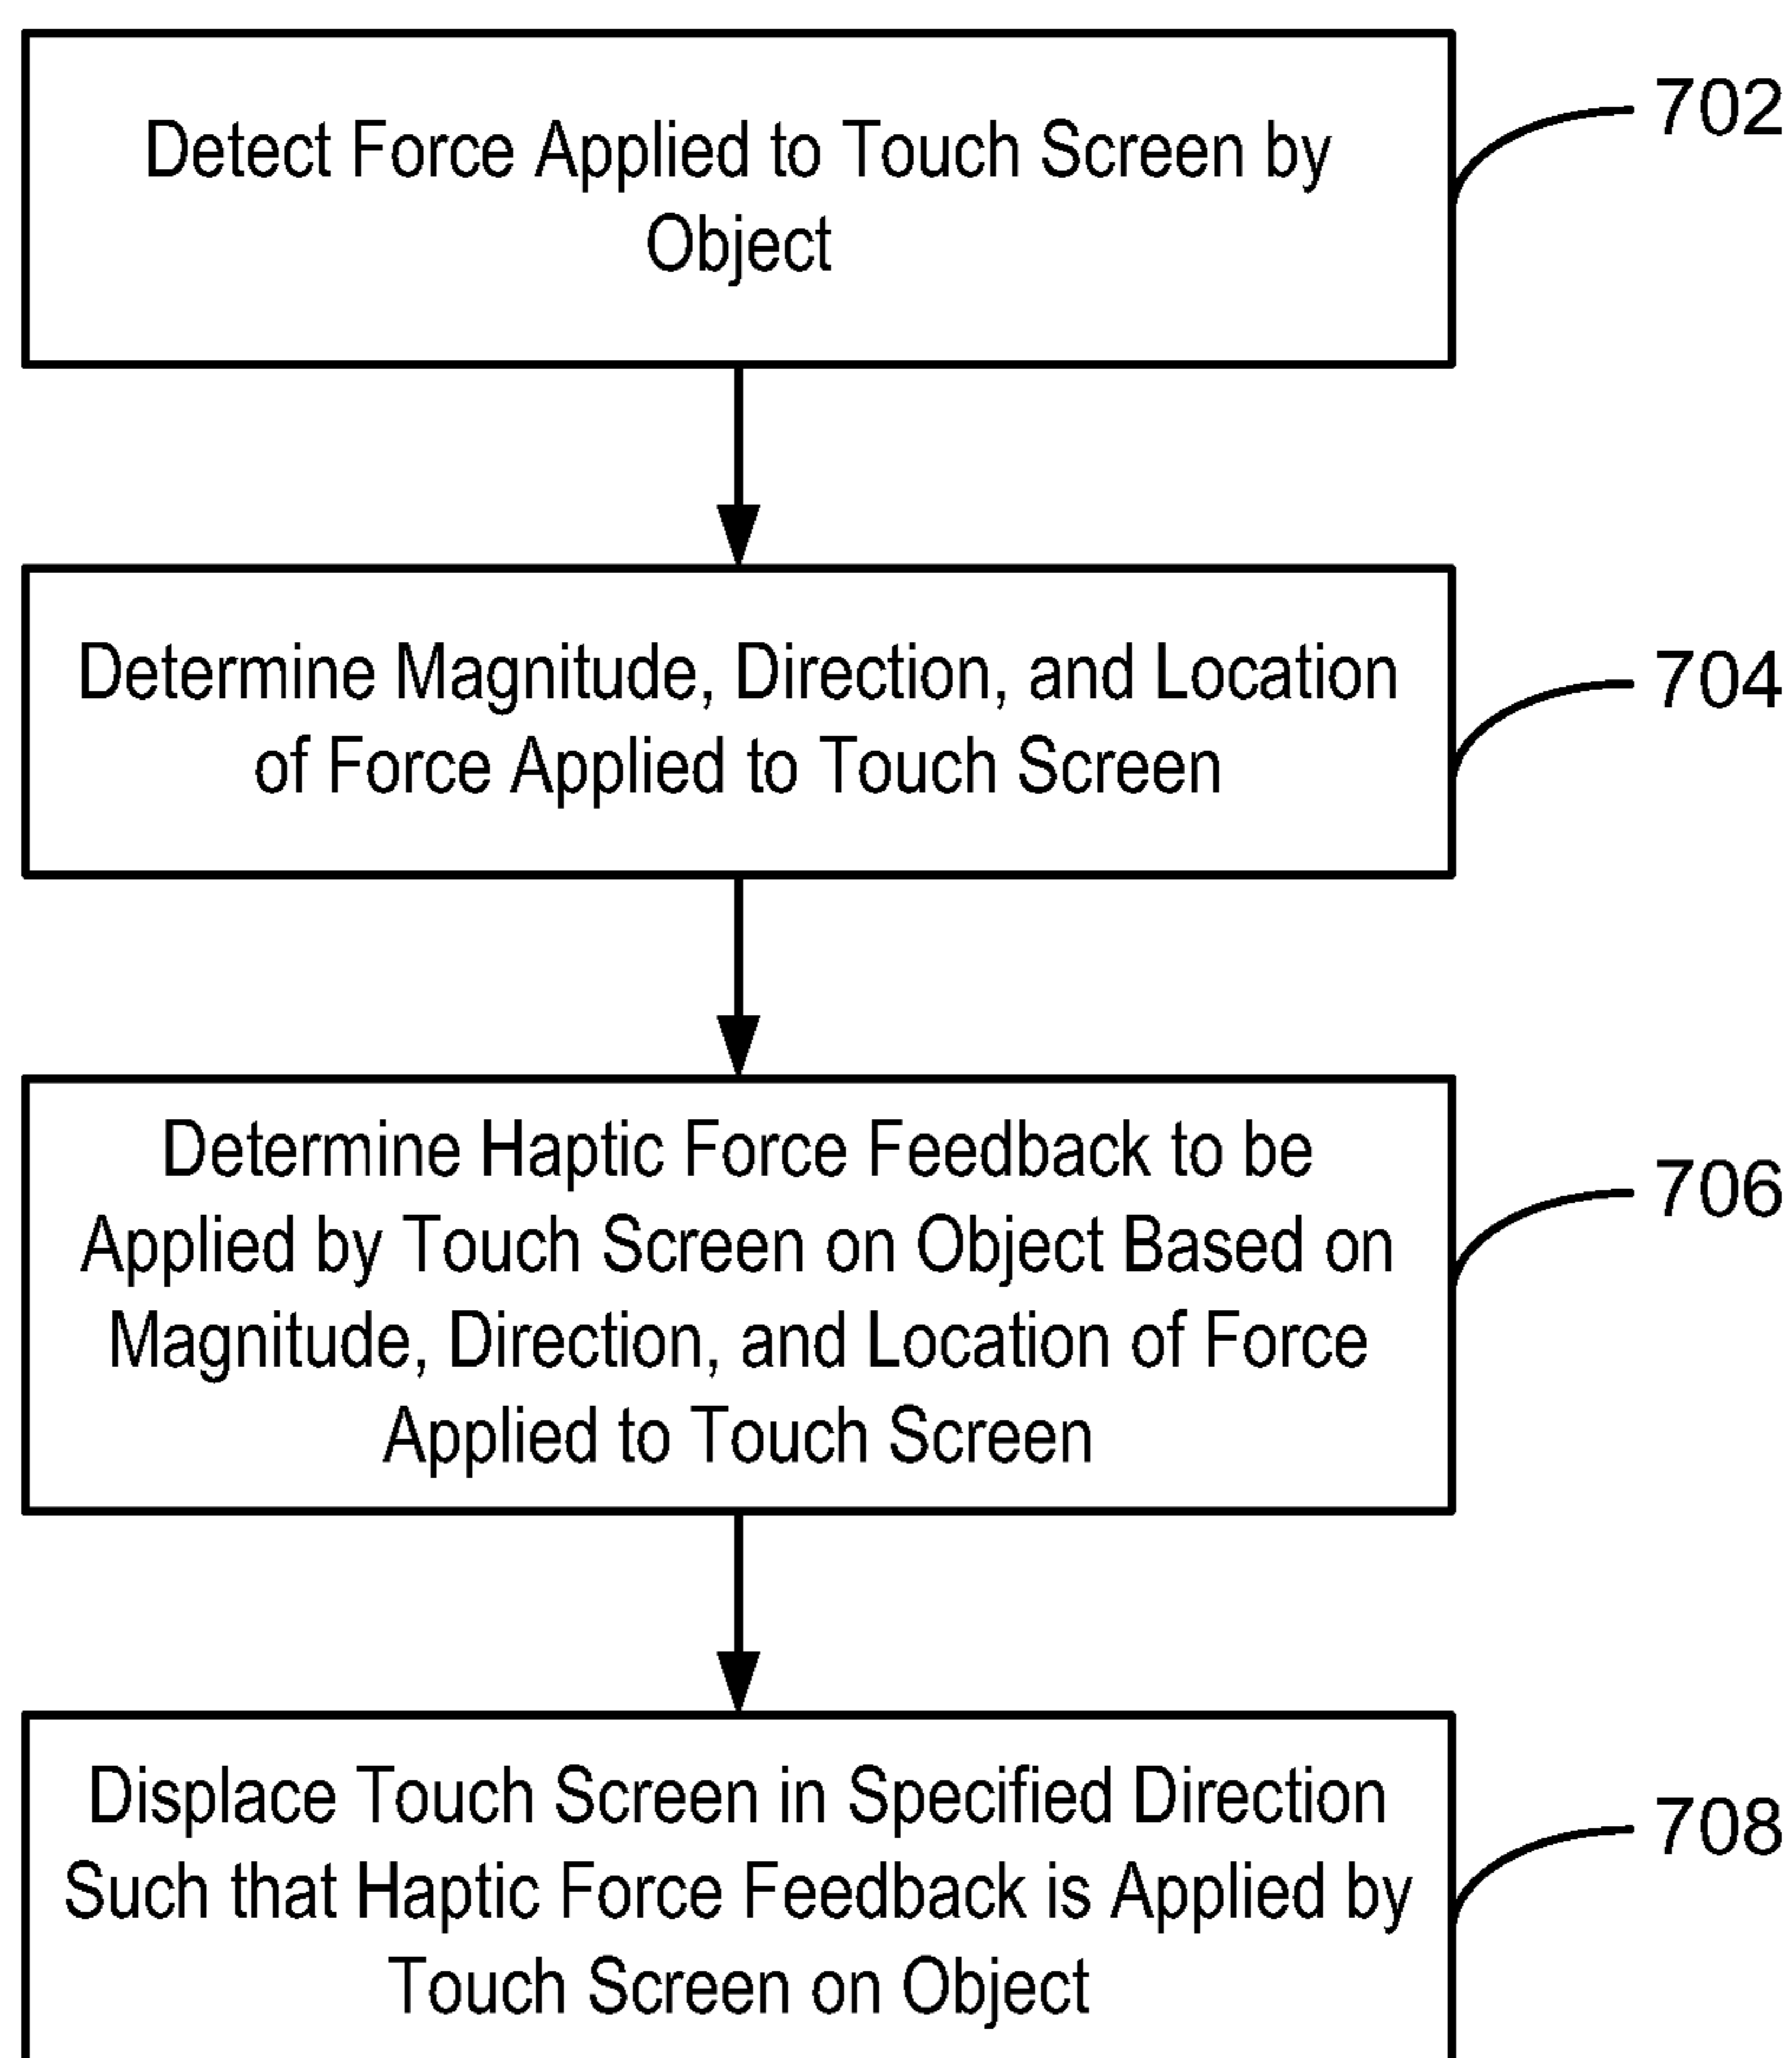 Detect Force Applied to Touch Screen by
Object
702
Determine Magnitude, Direction, and Location
of Force Applied to Touch Screen
704
Determine Haptic Force Feedback to be
Applied by Touch Screen on Object Based on
Magnitude, Direction, and Location of Force
Applied to Touch Screen
706
Displace Touch Screen in Specified Direction
Such that Haptic Force Feedback is Applied by
Touch Screen on Object
708